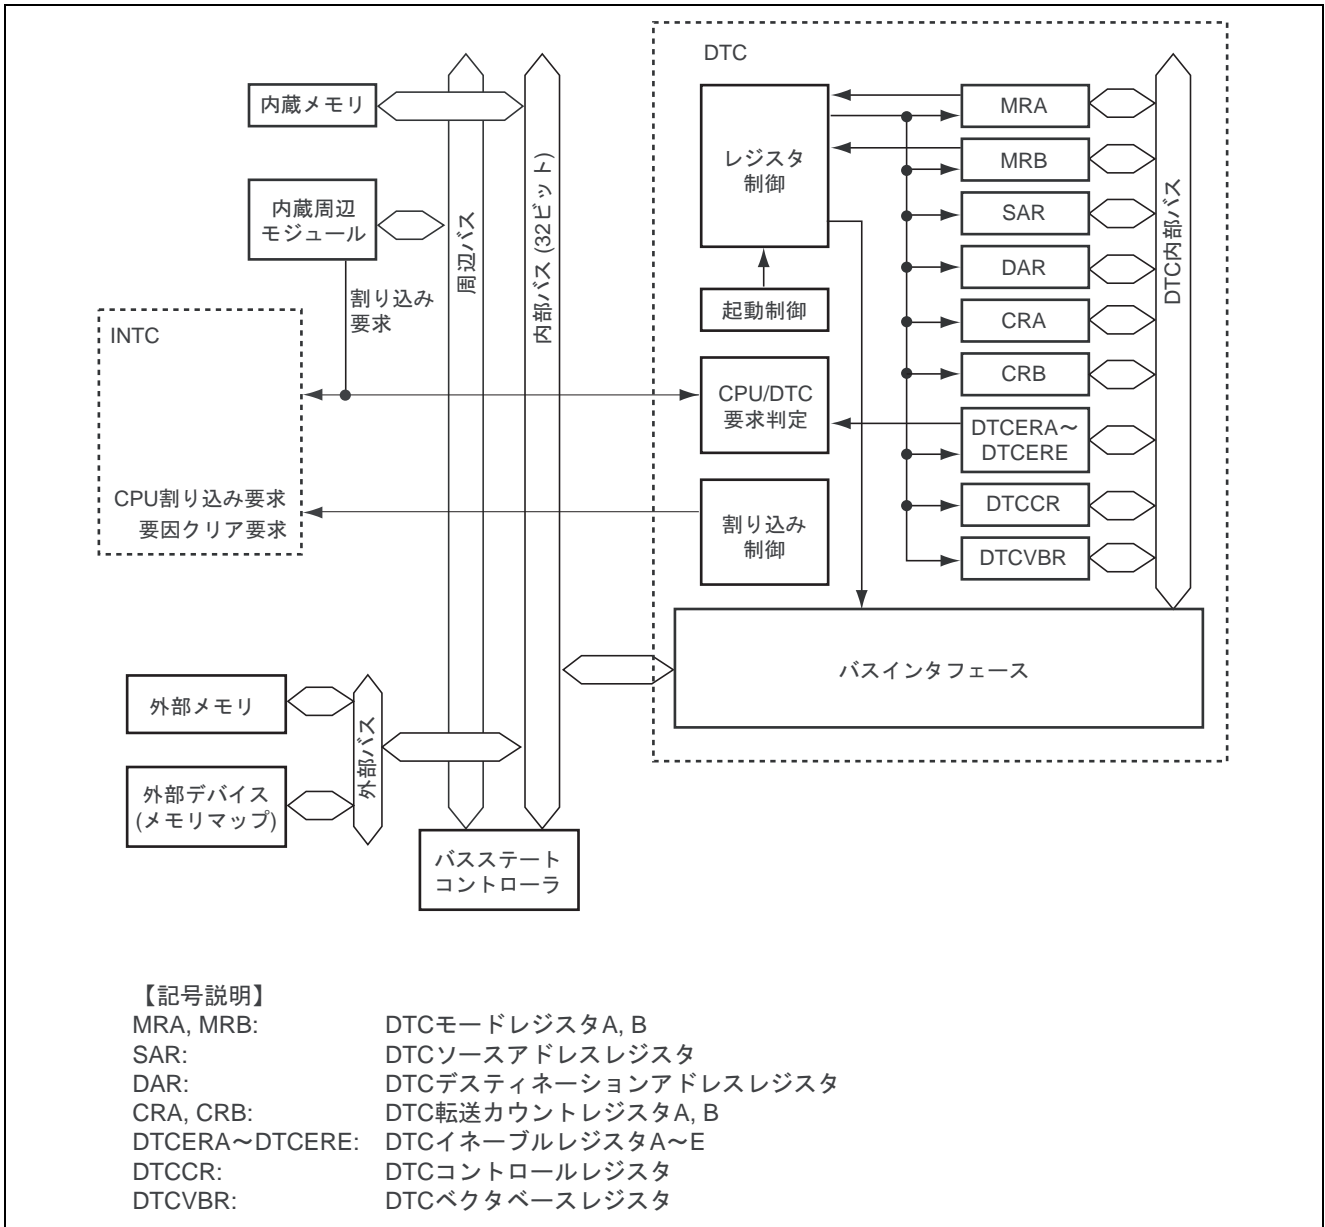 DTC
内蔵メモリ
MRA
レジスタ
制御
MRB
内蔵周辺
モジュール
SAR
周辺バス
内部バス (32ビット)
DTC内部バス
DAR
割り込み
要求
起動制御
CRA
INTC
CRB
CPU/DTC
要求判定
DTCERA～
DTCERE
CPU割り込み要求
要因クリア要求
DTCCR
割り込み
制御
DTCVBR
バスインタフェース
外部メモリ
外部バス
外部デバイス
(メモリマップ)
バスステート
コントローラ
【記号説明】
MRA, MRB: DTCモードレジスタA, B
SAR: DTCソースアドレスレジスタ
DAR: DTCデスティネーションアドレスレジスタ
CRA, CRB: DTC転送カウントレジスタA, B
DTCERA～DTCERE: DTCイネーブルレジスタA～E
DTCCR: DTCコントロールレジスタ
DTCVBR: DTCベクタベースレジスタ